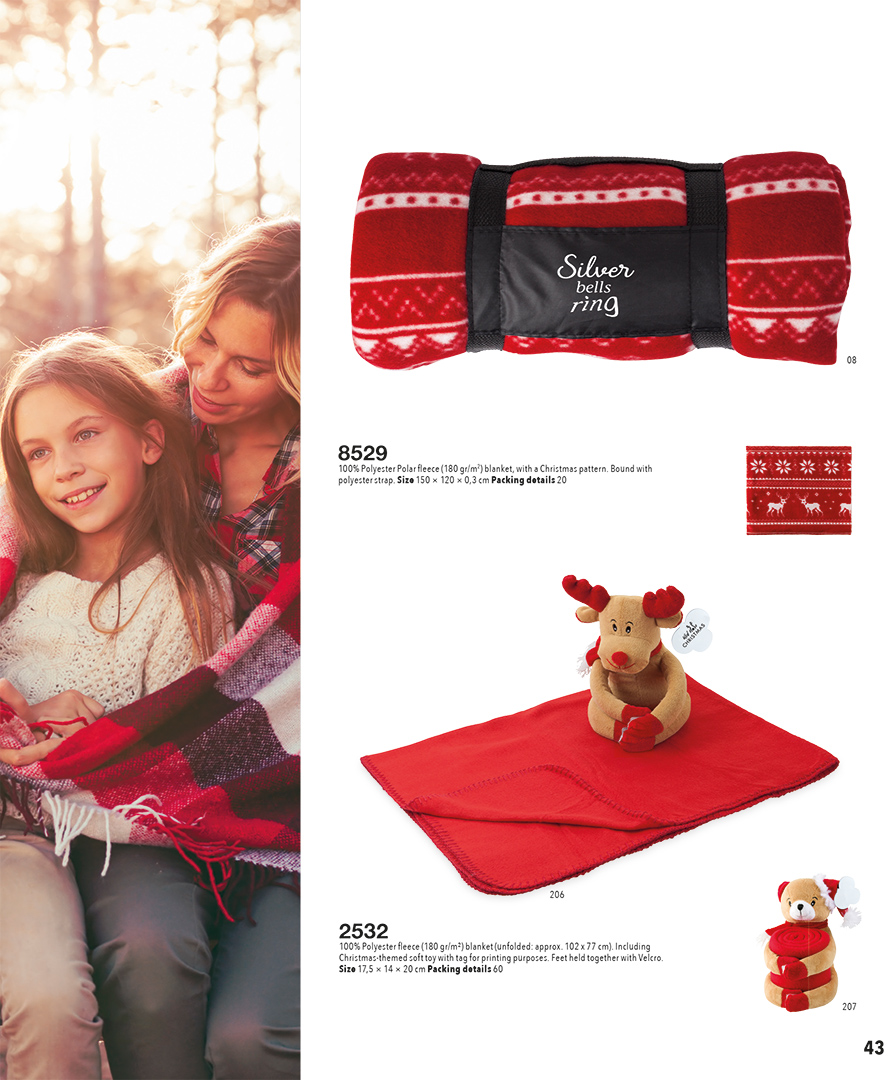 Silver
bells
ring
08
8529
100% Polyester Polar fleece (180 gr/m²) blanket, with a Christmas pattern. Bound with
polyester strap. Size 150 × 120 × 0,3 cm Packing details 20
CHRISTMAS
206
2532
100% Polyester fleece (180 gr/m²) blanket (unfolded: approx. 102 x 77 cm). Including
Christmas-themed soft toy with tag for printing purposes. Feet held together with Velcro.
Size 17,5 × 14 × 20 cm Packing details 60
207
43